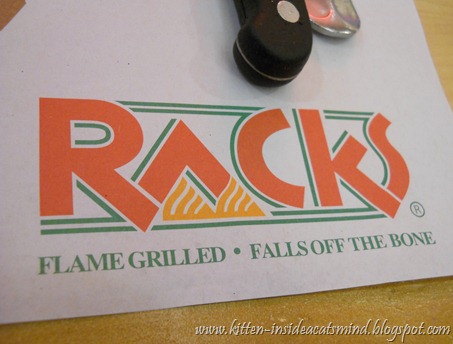 RACKS ®
FLAME GRILLED • FALLS OFF THE BONE
www.kitten-insideacatsmind.blogspot.com